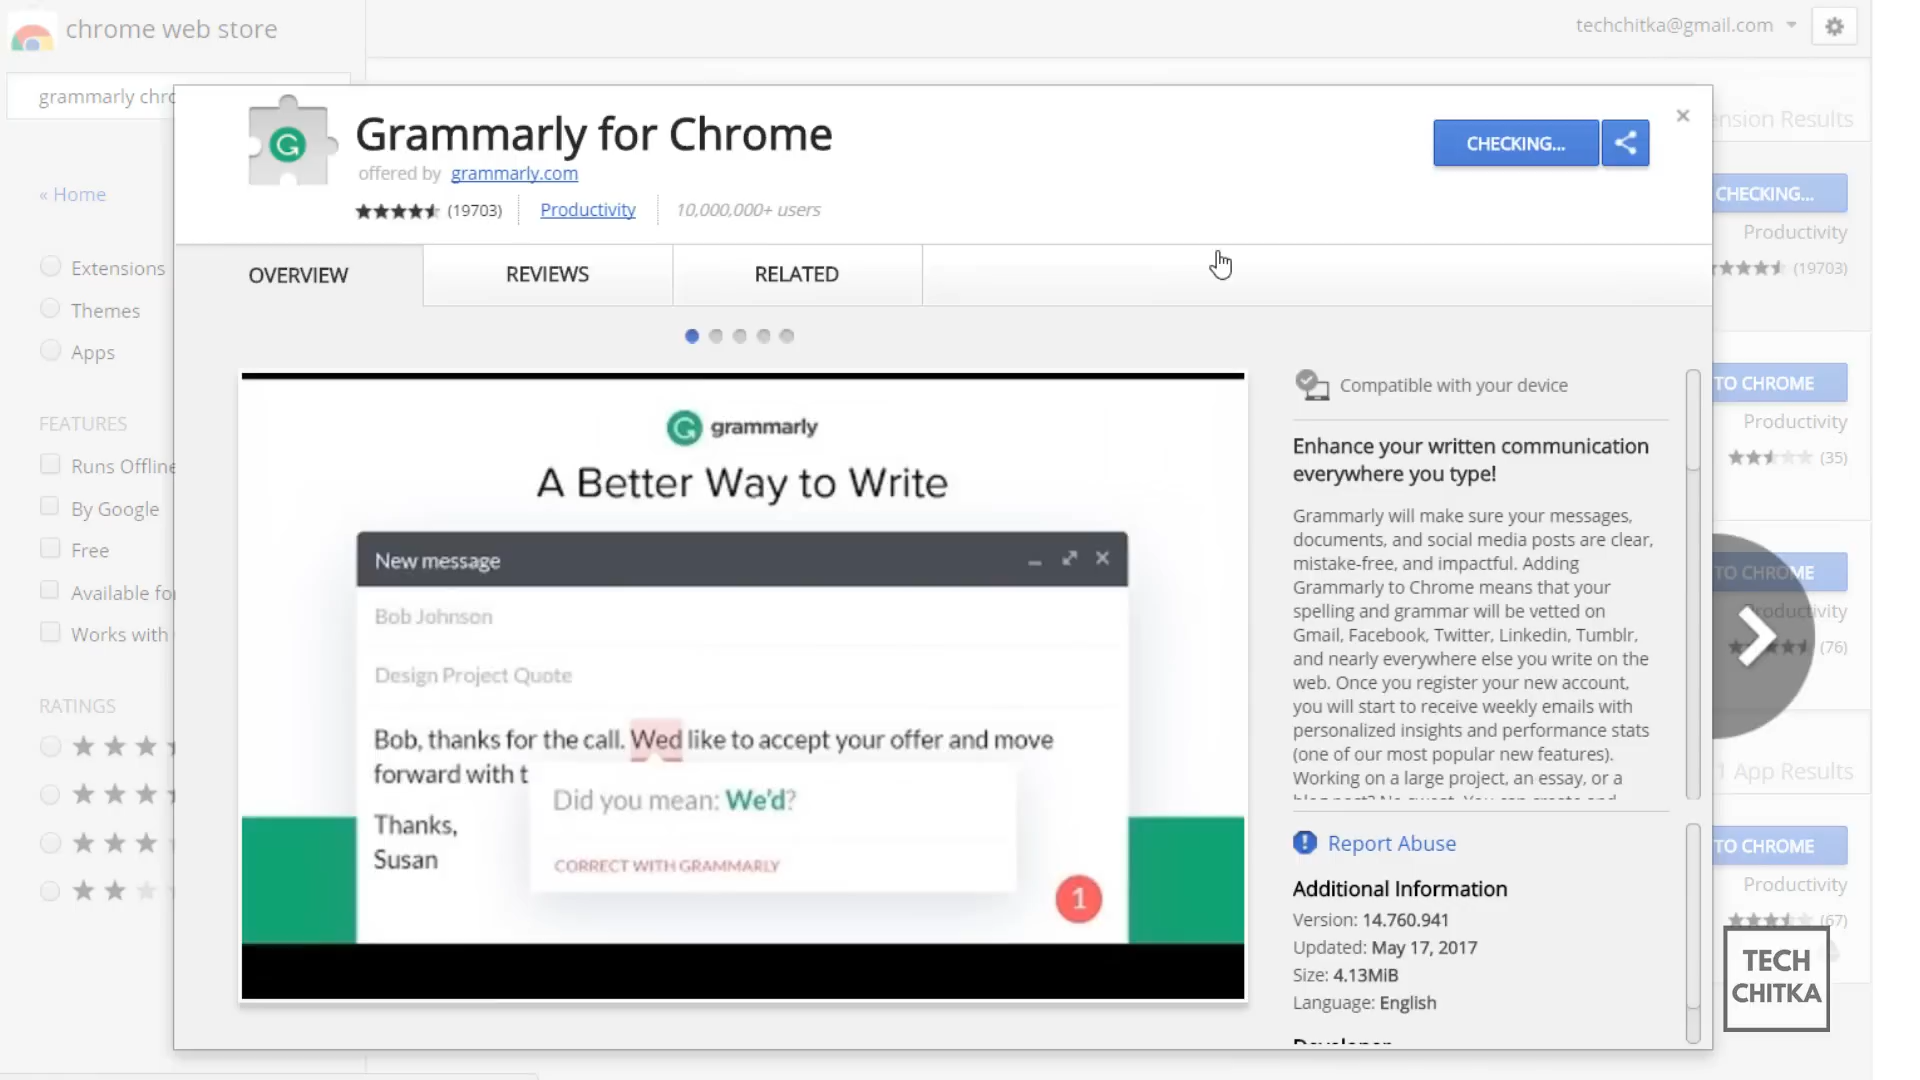 chrome web store
techchitka@gmail.com
grammarly chro
Grammarly for Chrome
offered by grammarly.com
(19703)
Productivity
10,000,000+ users
CHECKING...
nsion Results
« Home
Extensions
Themes
Apps
FEATURES
Runs Offline
By Google
Free
Available fo
Works with
RATINGS
OVERVIEW
REVIEWS
RELATED
grammarly
A Better Way to Write
New message
Bob Johnson
Design Project Quote
Bob, thanks for the call. Wed like to accept your offer and move
forward with t
Did you mean: We'd?
CORRECT WITH GRAMMARLY
Thanks,
Susan
1
Compatible with your device
Enhance your written communication
everywhere you type!
Grammarly will make sure your messages,
documents, and social media posts are clear,
mistake-free, and impactful. Adding
Grammarly to Chrome means that your
spelling and grammar will be vetted on
Gmail, Facebook, Twitter, Linkedin, Tumblr,
and nearly everywhere else you write on the
web. Once you register your new account,
you will start to receive weekly emails with
personalized insights and performance stats
(one of our most popular new features).
Working on a large project, an essay, or a
Report Abuse
Additional Information
Version: 14.760.941
Updated: May 17, 2017
Size: 4.13MiB
Language: English
Developer
CHECKING...
Productivity
(19703)
TO CHROME
Productivity
(35)
TO CHROME
oductivity
(76)
1 App Results
TO CHROME
Productivity
(67)
TECH
CHITKA